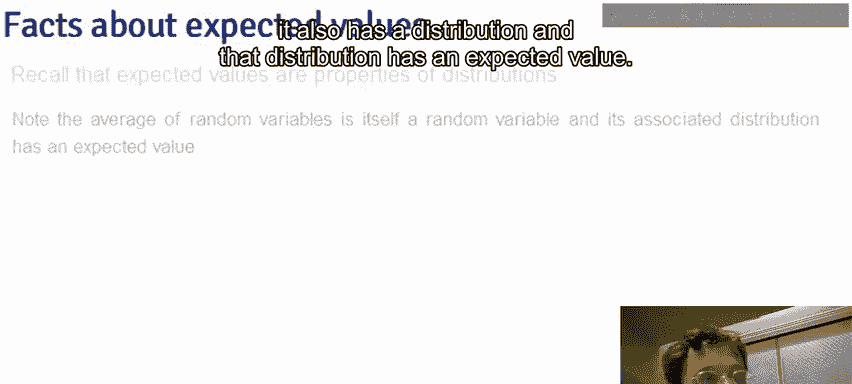 Facts about expected values
it also has a distribution and
that distribution has an expected value.
Recall that expected values are properties of distributions
Note the average of random variables is itself a random variable and its associated distribution
has an expected value